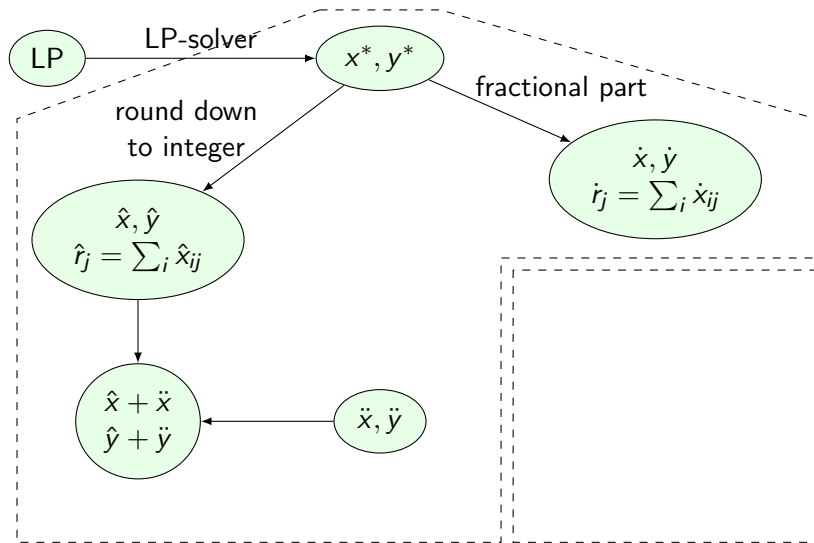 LP
LP-solver
x*, y*
fractional part
round down
to integer
ẋ, ẏ
ṙⱼ = ∑ᵢ ẋᵢⱼ
x̂, ŷ
r̂ⱼ = ∑ᵢ x̂ᵢⱼ
x̂ + ẍ
ŷ + ÿ
ẍ, ÿ